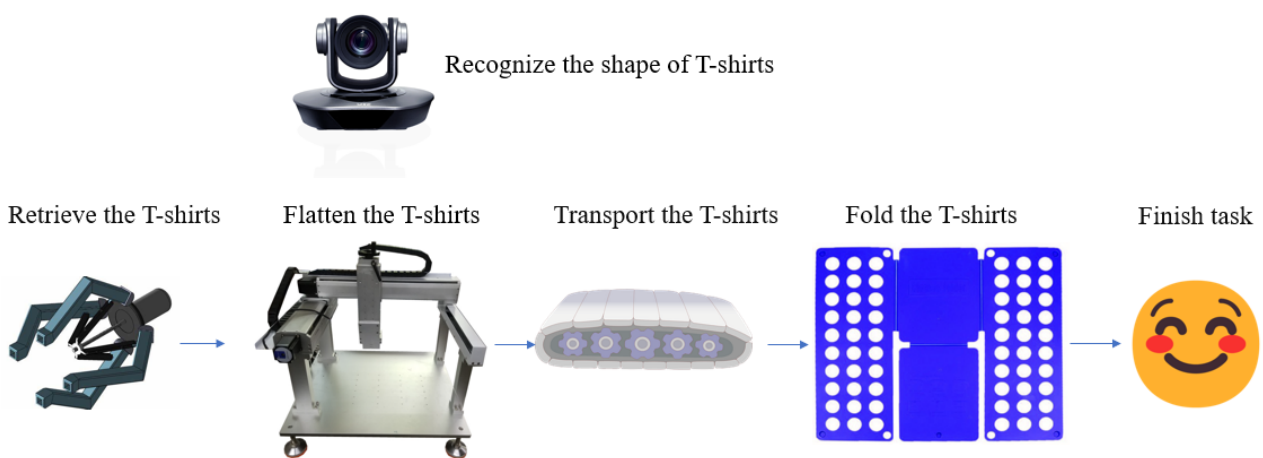 Recognize the shape of T-shirts
Retrieve the T-shirts
Flatten the T-shirts
Transport the T-shirts
Fold the T-shirts
Finish task